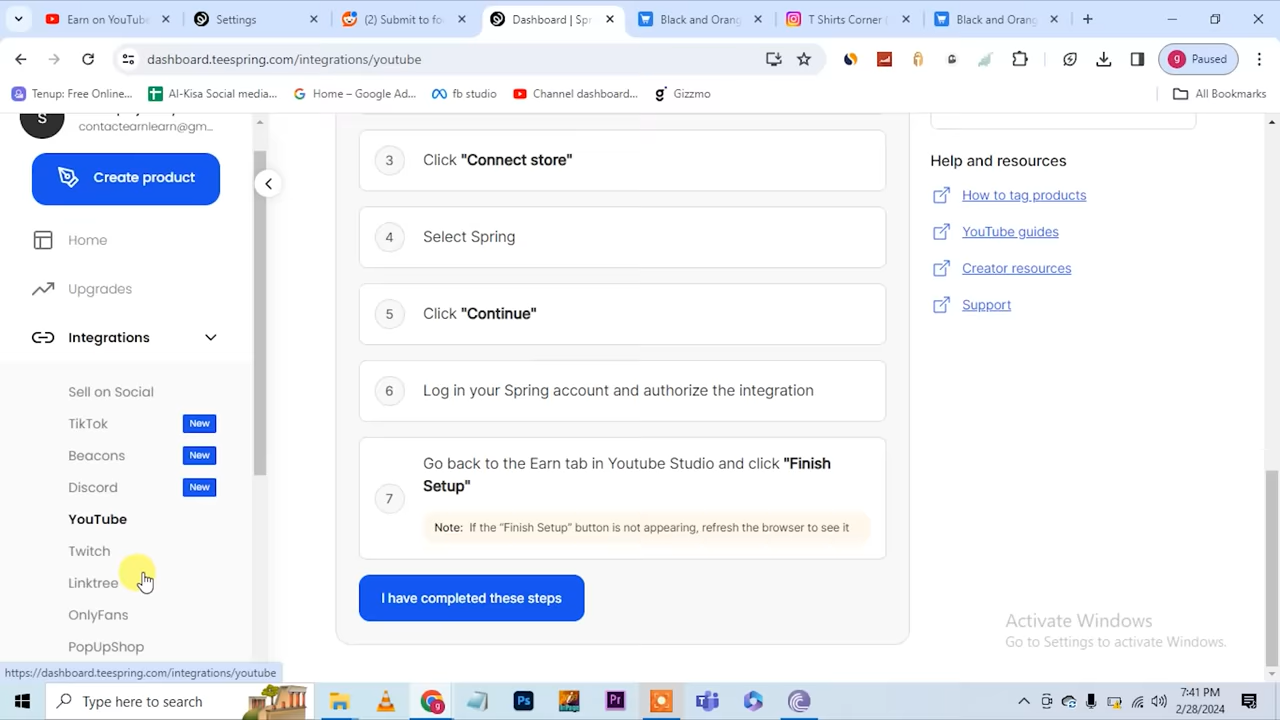 Earn on YouTube
Settings
(2) Submit to fo
Dashboard | Spr
Black and Orang
T Shirts Corner (
Black and Orang
dashboard.teespring.com/integrations/youtube
g Paused
Tenup: Free Online...
Al-Kisa Social media...
Home – Google Ad...
fb studio
Channel dashboard...
Gizmmo
All Bookmarks
S
contactearnlearn@gm...
Create product
Home
Upgrades
Integrations
Sell on Social
TikTok New
Beacons New
Discord New
YouTube
Twitch
Linktree
OnlyFans
PopUpShop
3 Click "Connect store"
4 Select Spring
5 Click "Continue"
6 Log in your Spring account and authorize the integration
7 Go back to the Earn tab in Youtube Studio and click "Finish
Setup"
Note: If the "Finish Setup" button is not appearing, refresh the browser to see it
I have completed these steps
Help and resources
How to tag products
YouTube guides
Creator resources
Support
Activate Windows
Go to Settings to activate Windows.
https://dashboard.teespring.com/integrations/youtube
Type here to search
Ps
Pr
7:41 PM
2/28/2024